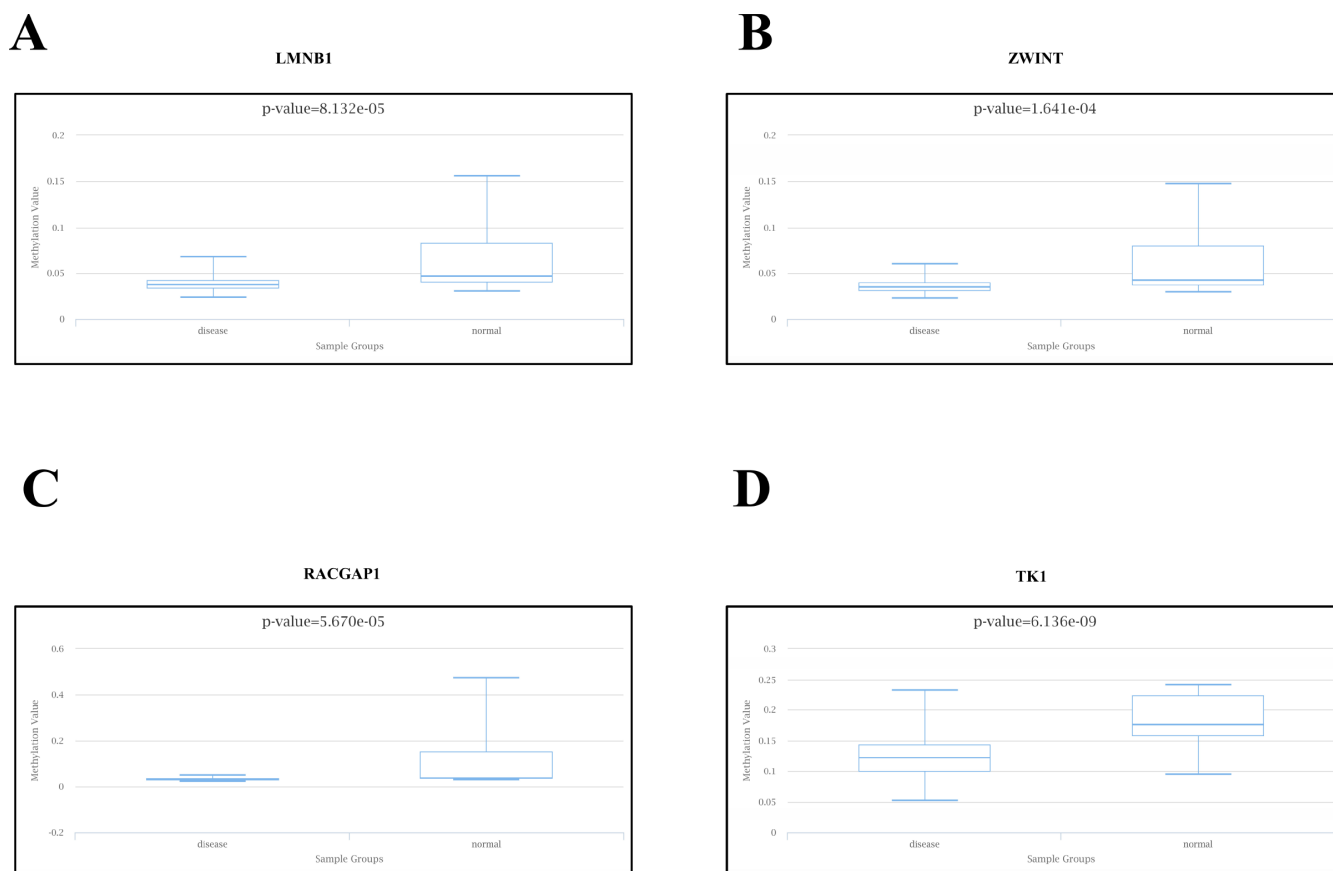 A
LMNB1
p-value=8.132e-05
0.2
0.15
0.1
0.05
0
Methylation Value
disease
normal
Sample Groups
B
ZWINT
p-value=1.641e-04
0.2
0.15
0.1
0.05
0
Methylation Value
disease
normal
Sample Groups
C
RACGAP1
p-value=5.670e-05
0.6
0.4
0.2
0
-0.2
Methylation Value
disease
normal
Sample Groups
D
TK1
p-value=6.136e-09
0.3
0.25
0.2
0.15
0.1
0.05
0
Methylation Value
disease
normal
Sample Groups